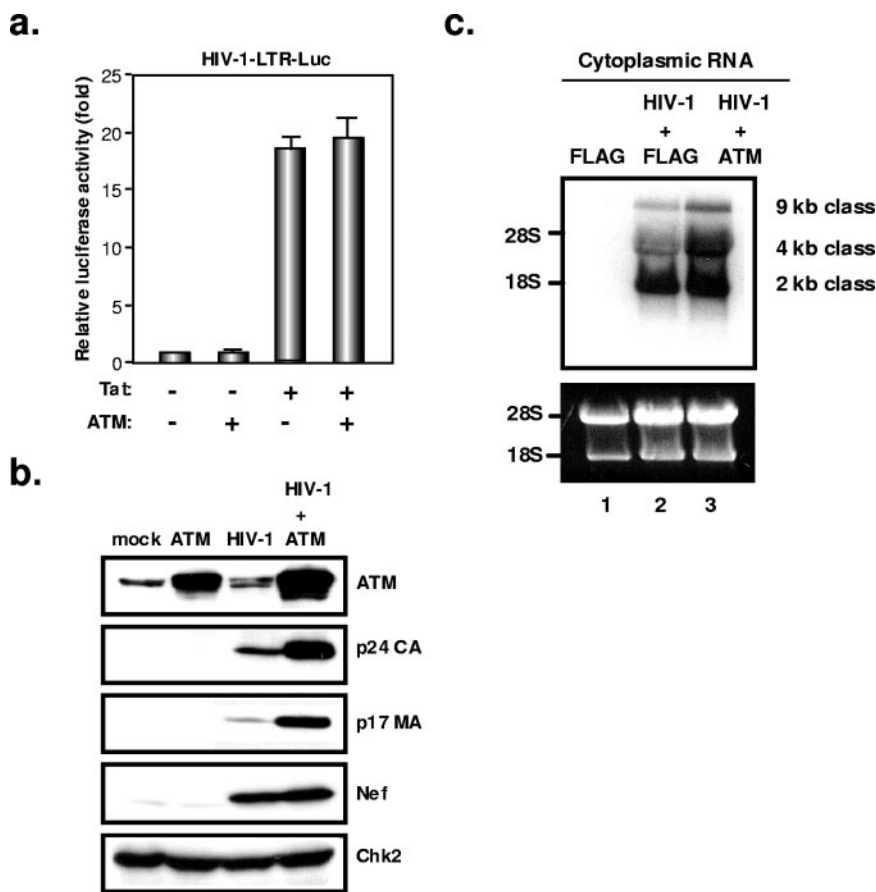 a.
HIV-1-LTR-Luc
Relative luciferase activity (fold)
25
20
15
10
5
0
Tat: - - + +
ATM: - + - +
b.
HIV-1
+
mock ATM HIV-1 ATM
ATM
p24 CA
p17 MA
Nef
Chk2
c.
Cytoplasmic RNA
HIV-1 HIV-1
+ +
FLAG FLAG ATM
9 kb class
28S
4 kb class
18S
2 kb class
28S
18S
1 2 3